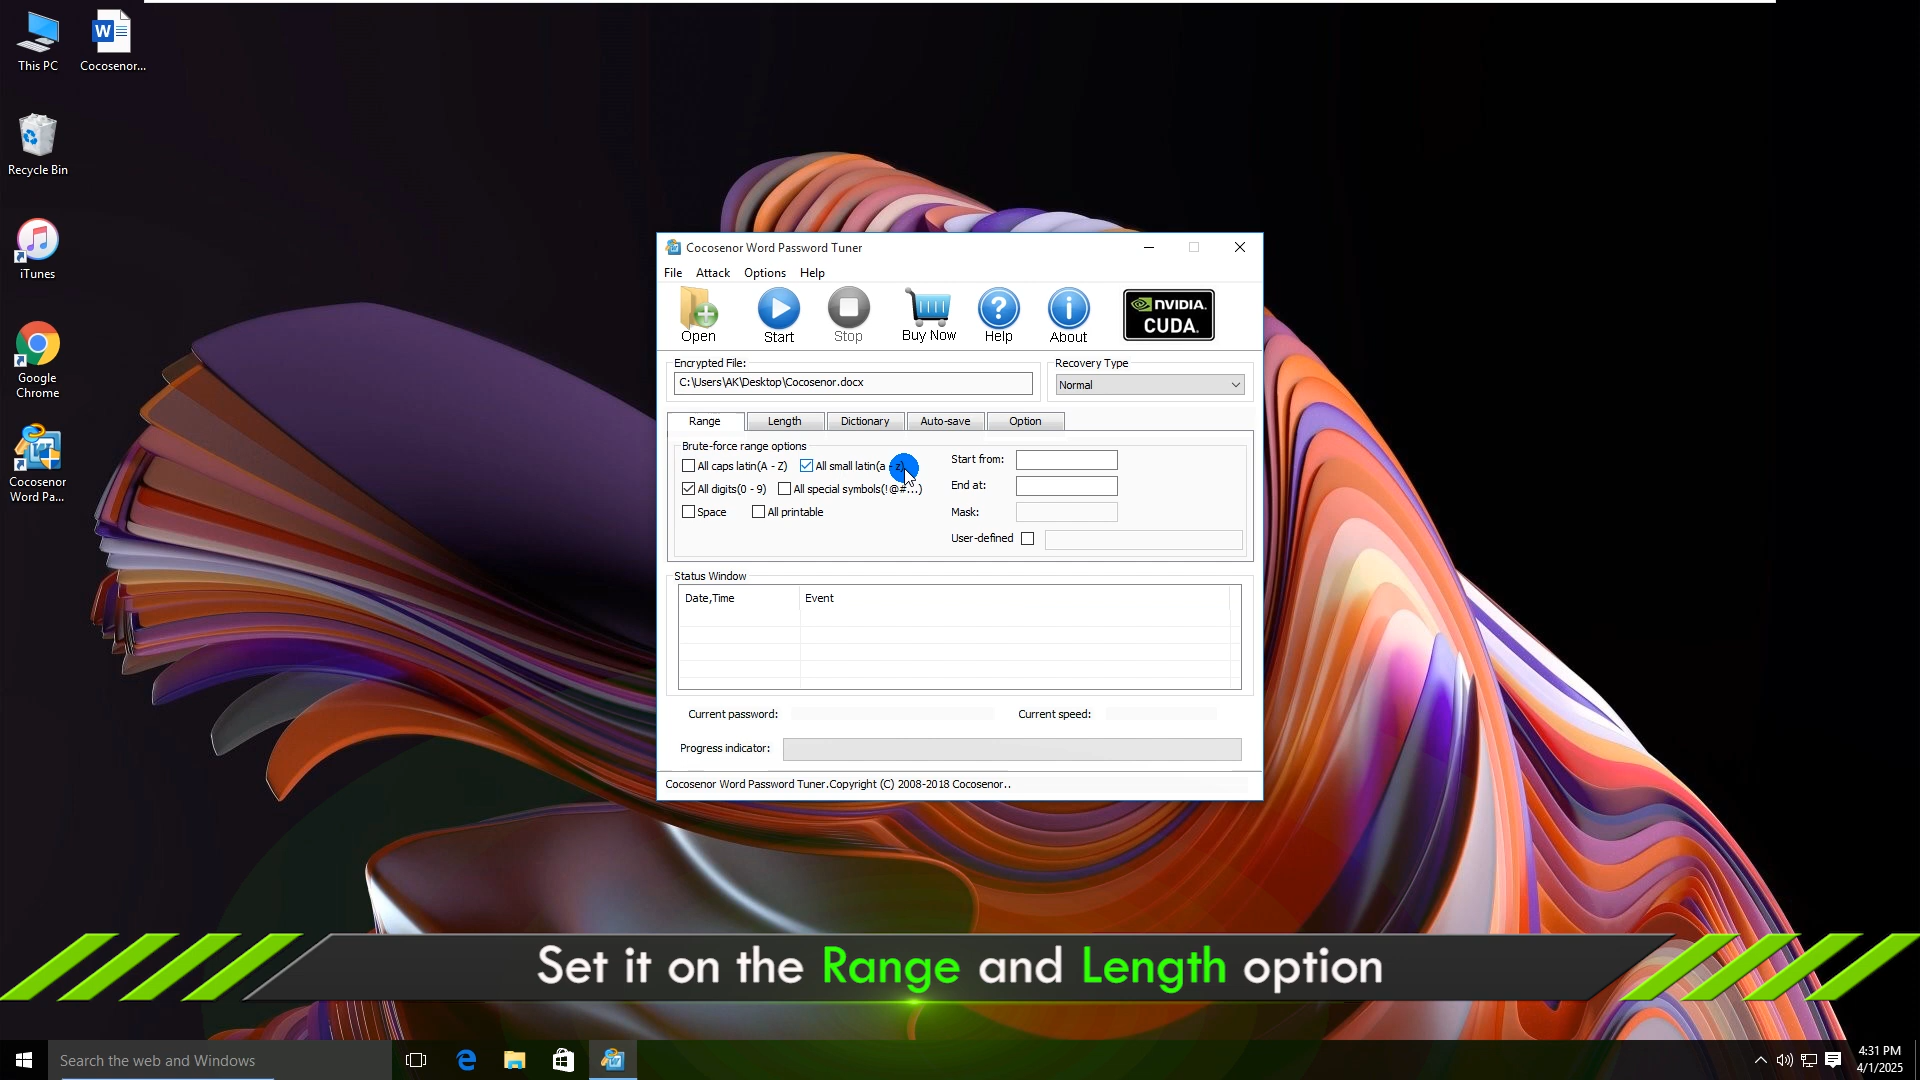 This PC
Cocosenor...
Recycle Bin
iTunes
Google
Chrome
Cocosenor
Word Pa...
Cocosenor Word Password Tuner
File Attack Options Help
Open Start Stop Buy Now Help About
NVIDIA.
CUDA.
Encrypted File:
C:\Users\AK\Desktop\Cocosenor.docx
Recovery Type
Normal
Range Length Dictionary Auto-save Option
Brute-force range options
All caps latin(A - Z) All small latin(a - z)
All digits(0 - 9) All special symbols(!@#...)
Space All printable
Start from:
End at:
Mask:
User-defined
Status Window
Date,Time Event
Current password: Current speed:
Progress indicator:
Cocosenor Word Password Tuner.Copyright (C) 2008-2018 Cocosenor..
Set it on the Range and Length option
Search the web and Windows
4:31 PM
4/1/2025